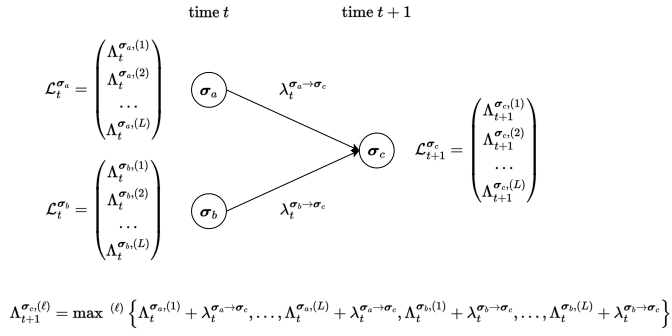 time t time t + 1
𝓛_t^{σ_a} = ( Λ_t^{σ_a,(1)}
Λ_t^{σ_a,(2)}
...
Λ_t^{σ_a,(L)} )
σ_a
λ_t^{σ_a→σ_c}
σ_c
𝓛_{t+1}^{σ_c} = ( Λ_{t+1}^{σ_c,(1)}
Λ_{t+1}^{σ_c,(2)}
...
Λ_{t+1}^{σ_c,(L)} )
𝓛_t^{σ_b} = ( Λ_t^{σ_b,(1)}
Λ_t^{σ_b,(2)}
...
Λ_t^{σ_b,(L)} )
σ_b
λ_t^{σ_b→σ_c}
Λ_{t+1}^{σ_c,(ℓ)} = max ^{(ℓ)} { Λ_t^{σ_a,(1)} + λ_t^{σ_a→σ_c}, ..., Λ_t^{σ_a,(L)} + λ_t^{σ_a→σ_c}, Λ_t^{σ_b,(1)} + λ_t^{σ_b→σ_c}, ..., Λ_t^{σ_b,(L)} + λ_t^{σ_b→σ_c} }